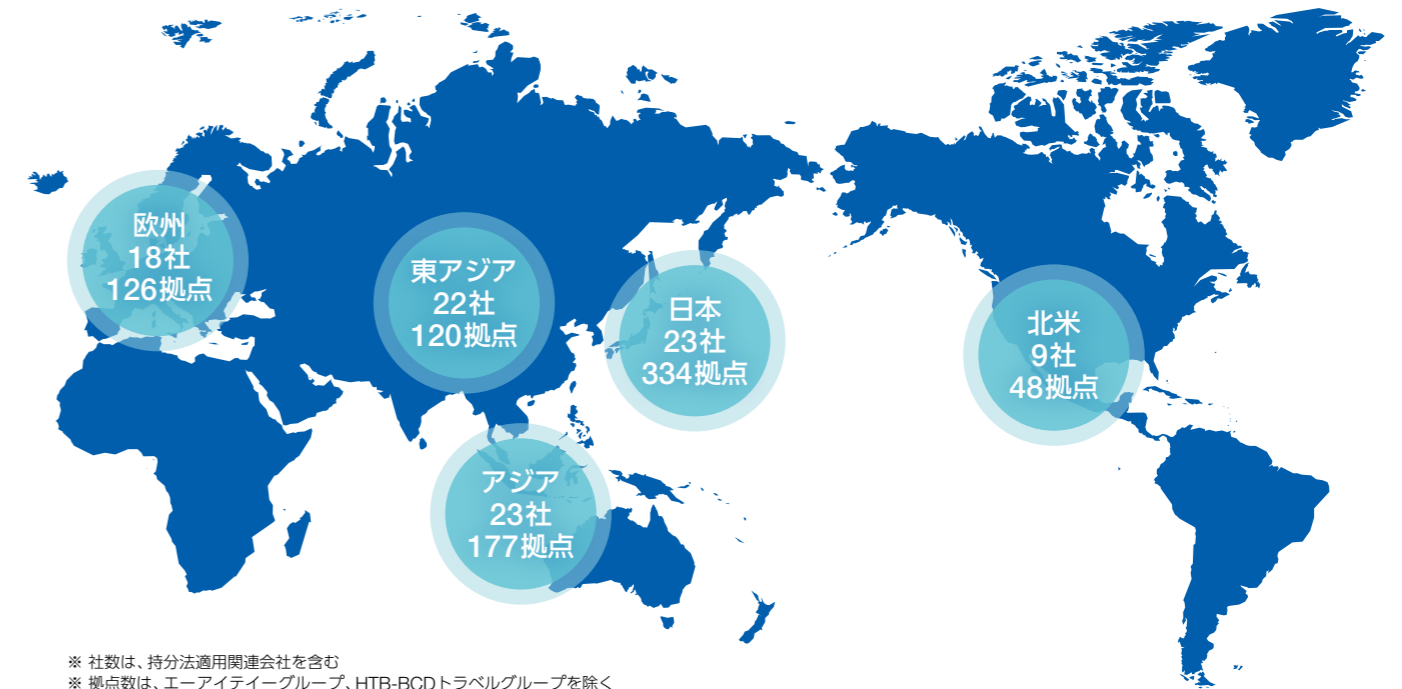 欧州
18社
126拠点
東アジア
22社
120拠点
日本
23社
334拠点
北米
9社
48拠点
アジア
23社
177拠点
※ 社数は、持分法適用関連会社を含む
※ 拠点数は、エーアイテイーグループ、HTB-BCDトラベルグループを除く